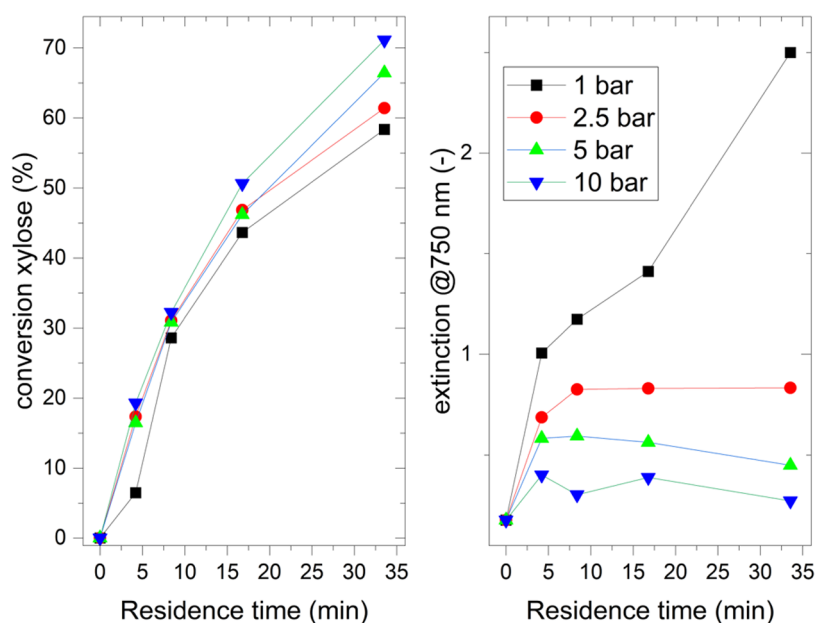 conversion xylose (%)
70
60
50
40
30
20
10
0
0 5 10 15 20 25 30 35
Residence time (min)
extinction @750 nm (-)
2
1
1 bar
2.5 bar
5 bar
10 bar
0 5 10 15 20 25 30 35
Residence time (min)